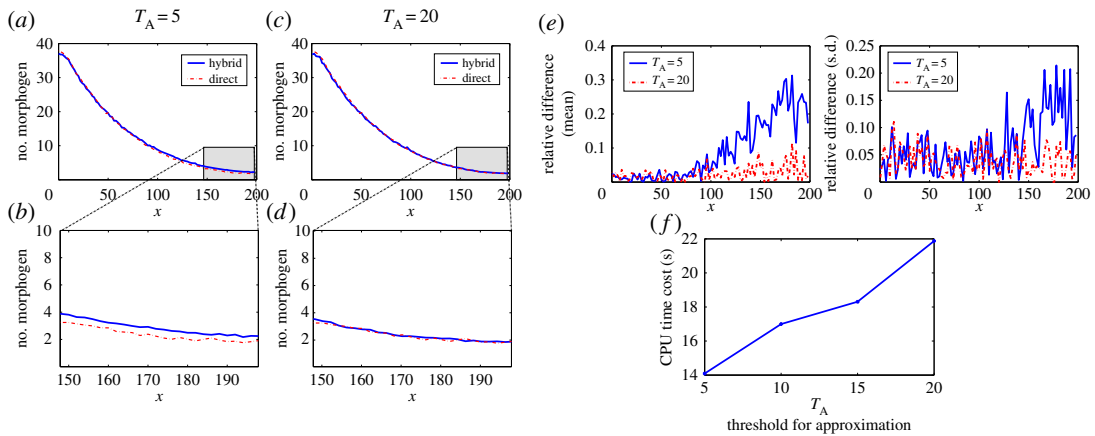 (a) T_A = 5
40
30
20
10
0 50 100 150 200
no. morphogen
x
hybrid
direct
(c) T_A = 20
40
30
20
10
0 50 100 150 200
no. morphogen
x
hybrid
direct
(b)
10
8
6
4
2
150 160 170 180 190
no. morphogen
x
(d)
10
8
6
4
2
150 160 170 180 190
no. morphogen
x
(e)
0.4
0.3
0.2
0.1
0 50 100 150 200
relative difference
(mean)
x
T_A = 5
T_A = 20
0.25
0.20
0.15
0.10
0.05
0 50 100 150 200
relative difference (s.d.)
x
T_A = 5
T_A = 20
(f)
22
20
18
16
14
5 10 15 20
CPU time cost (s)
T_A
threshold for approximation